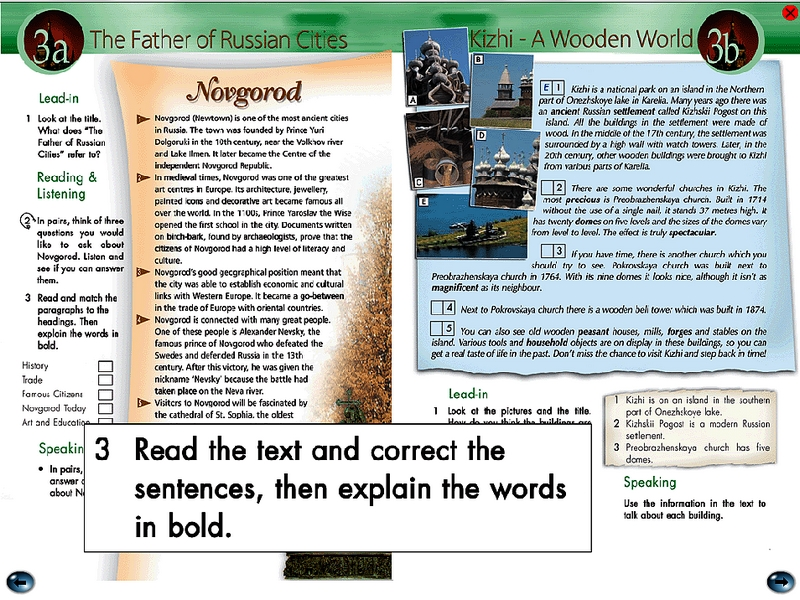 3a The Father of Russian Cities
Lead-in
1 Look at the title.
What does "The
Father of Russian
Cities" refer to?
Reading &
Listening
2 In pairs, think of three
questions you would
like to ask about
Novgorod. Listen and
see if you can answer
them.
3 Read and match the
paragraphs to the
headings. Then
explain the words in
bold.
History
Trade
Famous Citizens
Novgorod Today
Art and Education
Speakin
• In pairs,
answer
about N
Novgorod
Novgorod (Newtown) is one of the most ancient cities
in Russia. The town was founded by Prince Yuri
Dolgoruki in the 10th century, near the Volkhov river
and Lake Ilmen. It later became the Centre of the
independent Novgorod Republic.
In medieval times, Novgorod was one of the greatest
art centres in Europe. Its architecture, jewellery,
painted icons and decorative art became famous all
over the world. In the 1100s, Prince Yaroslav the Wise
opened the first school in the city. Documents written
on birch-bark, found by archaeologists, prove that the
citizens of Novgorod had a high level of literacy and
culture.
Novgorod's good geographical position meant that
the city was able to establish economic and cultural
links with Western Europe. It became a go-between
in the trade of Europe with oriental countries.
Novgorod is connected with many great people.
One of these people is Alexander Nevsky, the
famous prince of Novgorod who defeated the
Swedes and defended Russia in the 13th
century. After this victory, he was given the
nickname 'Nevsky' because the battle had
taken place on the Neva river.
Visitors to Novgorod will be fascinated by
the cathedral of St. Sophia, the oldest
Kizhi - A Wooden World 3b
A
B
C
D
E
E 1 Kizhi is a national park on an island in the Northern
part of Onezhskoye lake in Karelia. Many years ago there was
an ancient Russian settlement called Kizhskii Pogost on this
island. All the buildings in the settlement were made of
wood. In the middle of the 17th century, the settlement was
surrounded by a high wall with watch towers. Later, in the
20th century, other wooden buildings were brought to Kizhi
from various parts of Karelia.
2 There are some wonderful churches in Kizhi. The
most precious is Preobrazhenskaya church. Built in 1714
without the use of a single nail, it stands 37 metres high. It
has twenty domes on five levels and the sizes of the domes vary
from level to level. The effect is truly spectacular.
3 If you have time, there is another church which you
should try to see. Pokrovskaya church was built next to
Preobrazhenskaya church in 1764. With its nine domes it looks nice, although it isn't as
magnificent as its neighbour.
4 Next to Pokrovskaya church there is a wooden bell tower which was built in 1874.
5 You can also see old wooden peasant houses, mills, forges and stables on the
island. Various tools and household objects are on display in these buildings, so you can
get a real taste of life in the past. Don't miss the chance to visit Kizhi and step back in time!
Lead-in
1 Look at the pictures and the title.
How do you think the buildings are
1 Kizhi is on an island in the southern
part of Onezhskoye lake.
2 Kizhskii Pogost is a modern Russian
settlement.
3 Preobrazhenskaya church has five
domes.
Speaking
Use the information in the text to
talk about each building.
3 Read the text and correct the
sentences, then explain the words
in bold.